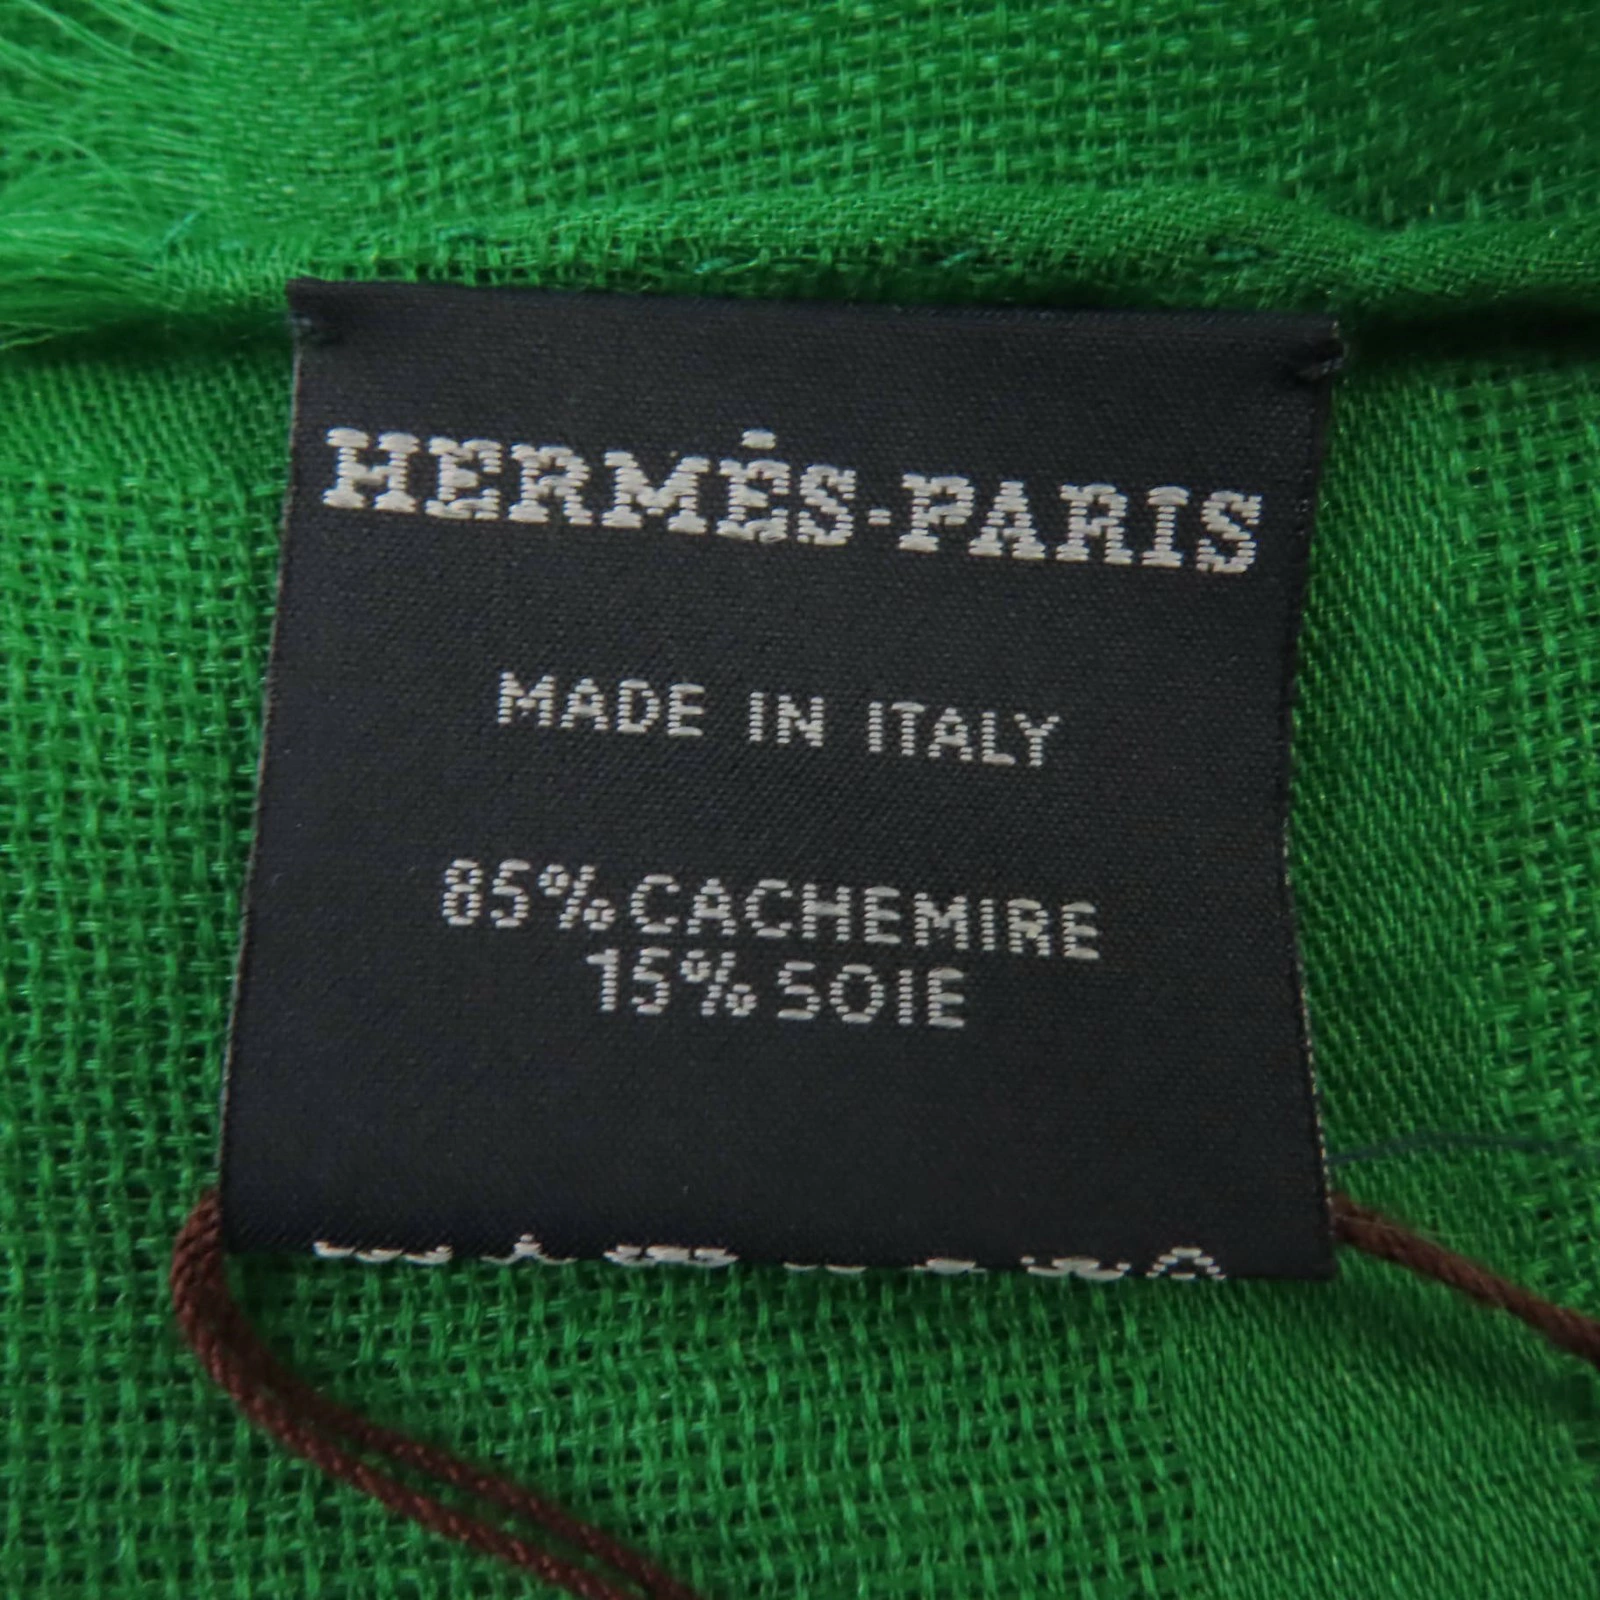 HERMÈS-PARIS
MADE IN ITALY
85% CACHEMIRE
15% SOIE